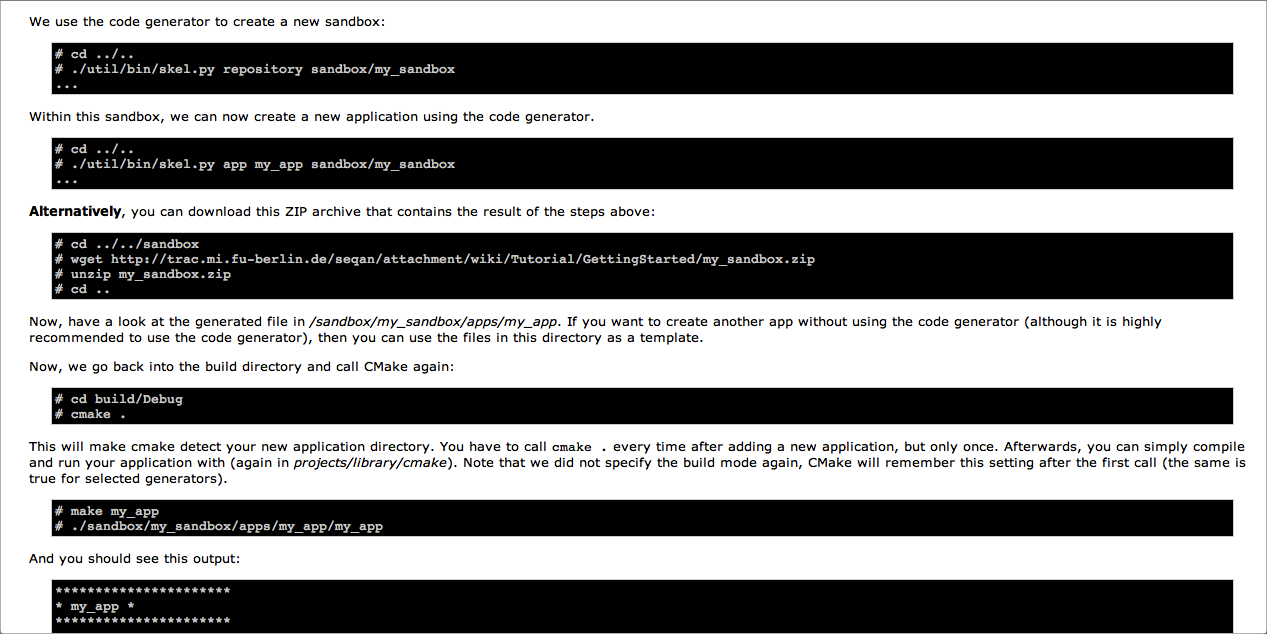 We use the code generator to create a new sandbox:
# cd ../..
# ./util/bin/skel.py repository sandbox/my_sandbox
...
Within this sandbox, we can now create a new application using the code generator.
# cd ../..
# ./util/bin/skel.py app my_app sandbox/my_sandbox
...
Alternatively, you can download this ZIP archive that contains the result of the steps above:
# cd ../../sandbox
# wget http://trac.mi.fu-berlin.de/seqan/attachment/wiki/Tutorial/GettingStarted/my_sandbox.zip
# unzip my_sandbox.zip
# cd ..
Now, have a look at the generated file in /sandbox/my_sandbox/apps/my_app. If you want to create another app without using the code generator (although it is highly
recommended to use the code generator), then you can use the files in this directory as a template.
Now, we go back into the build directory and call CMake again:
# cd build/Debug
# cmake .
This will make cmake detect your new application directory. You have to call cmake . every time after adding a new application, but only once. Afterwards, you can simply compile
and run your application with (again in projects/library/cmake). Note that we did not specify the build mode again, CMake will remember this setting after the first call (the same is
true for selected generators).
# make my_app
# ./sandbox/my_sandbox/apps/my_app/my_app
And you should see this output:
**********************
* my_app *
**********************